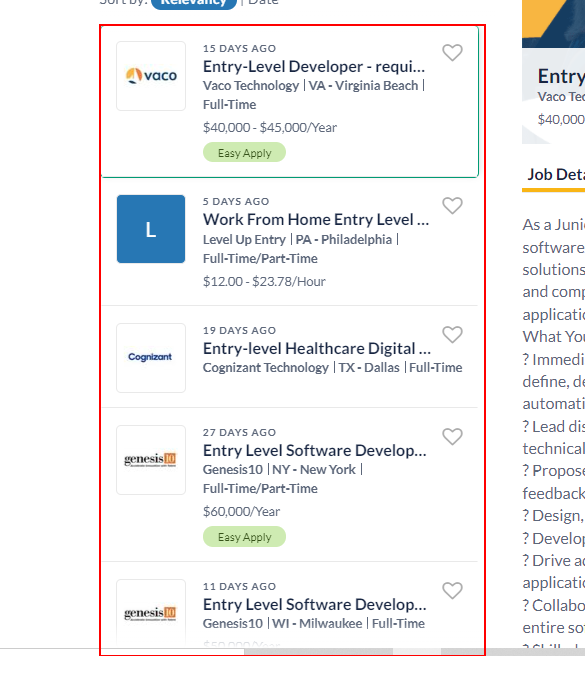 Sort by: Relevancy | Date
15 DAYS AGO
Entry-Level Developer - requi...
Vaco Technology | VA - Virginia Beach |
Full-Time
$40,000 - $45,000/Year
Easy Apply
vaco
5 DAYS AGO
Work From Home Entry Level ...
Level Up Entry | PA - Philadelphia |
Full-Time/Part-Time
$12.00 - $23.78/Hour
L
19 DAYS AGO
Entry-level Healthcare Digital ...
Cognizant Technology | TX - Dallas | Full-Time
Cognizant
27 DAYS AGO
Entry Level Software Develop...
Genesis10 | NY - New York |
Full-Time/Part-Time
$60,000/Year
Easy Apply
genesis10
11 DAYS AGO
Entry Level Software Develop...
Genesis10 | WI - Milwaukee | Full-Time
genesis10
Entry
Vaco Tec
$40,000
Job Deta
As a Juni
software
solutions
and comp
applicatio
What You
? Immedi
define, de
automati
? Lead dis
technical
? Propose
feedback
? Design,
? Develop
? Drive ad
applicatio
? Collabo
entire so